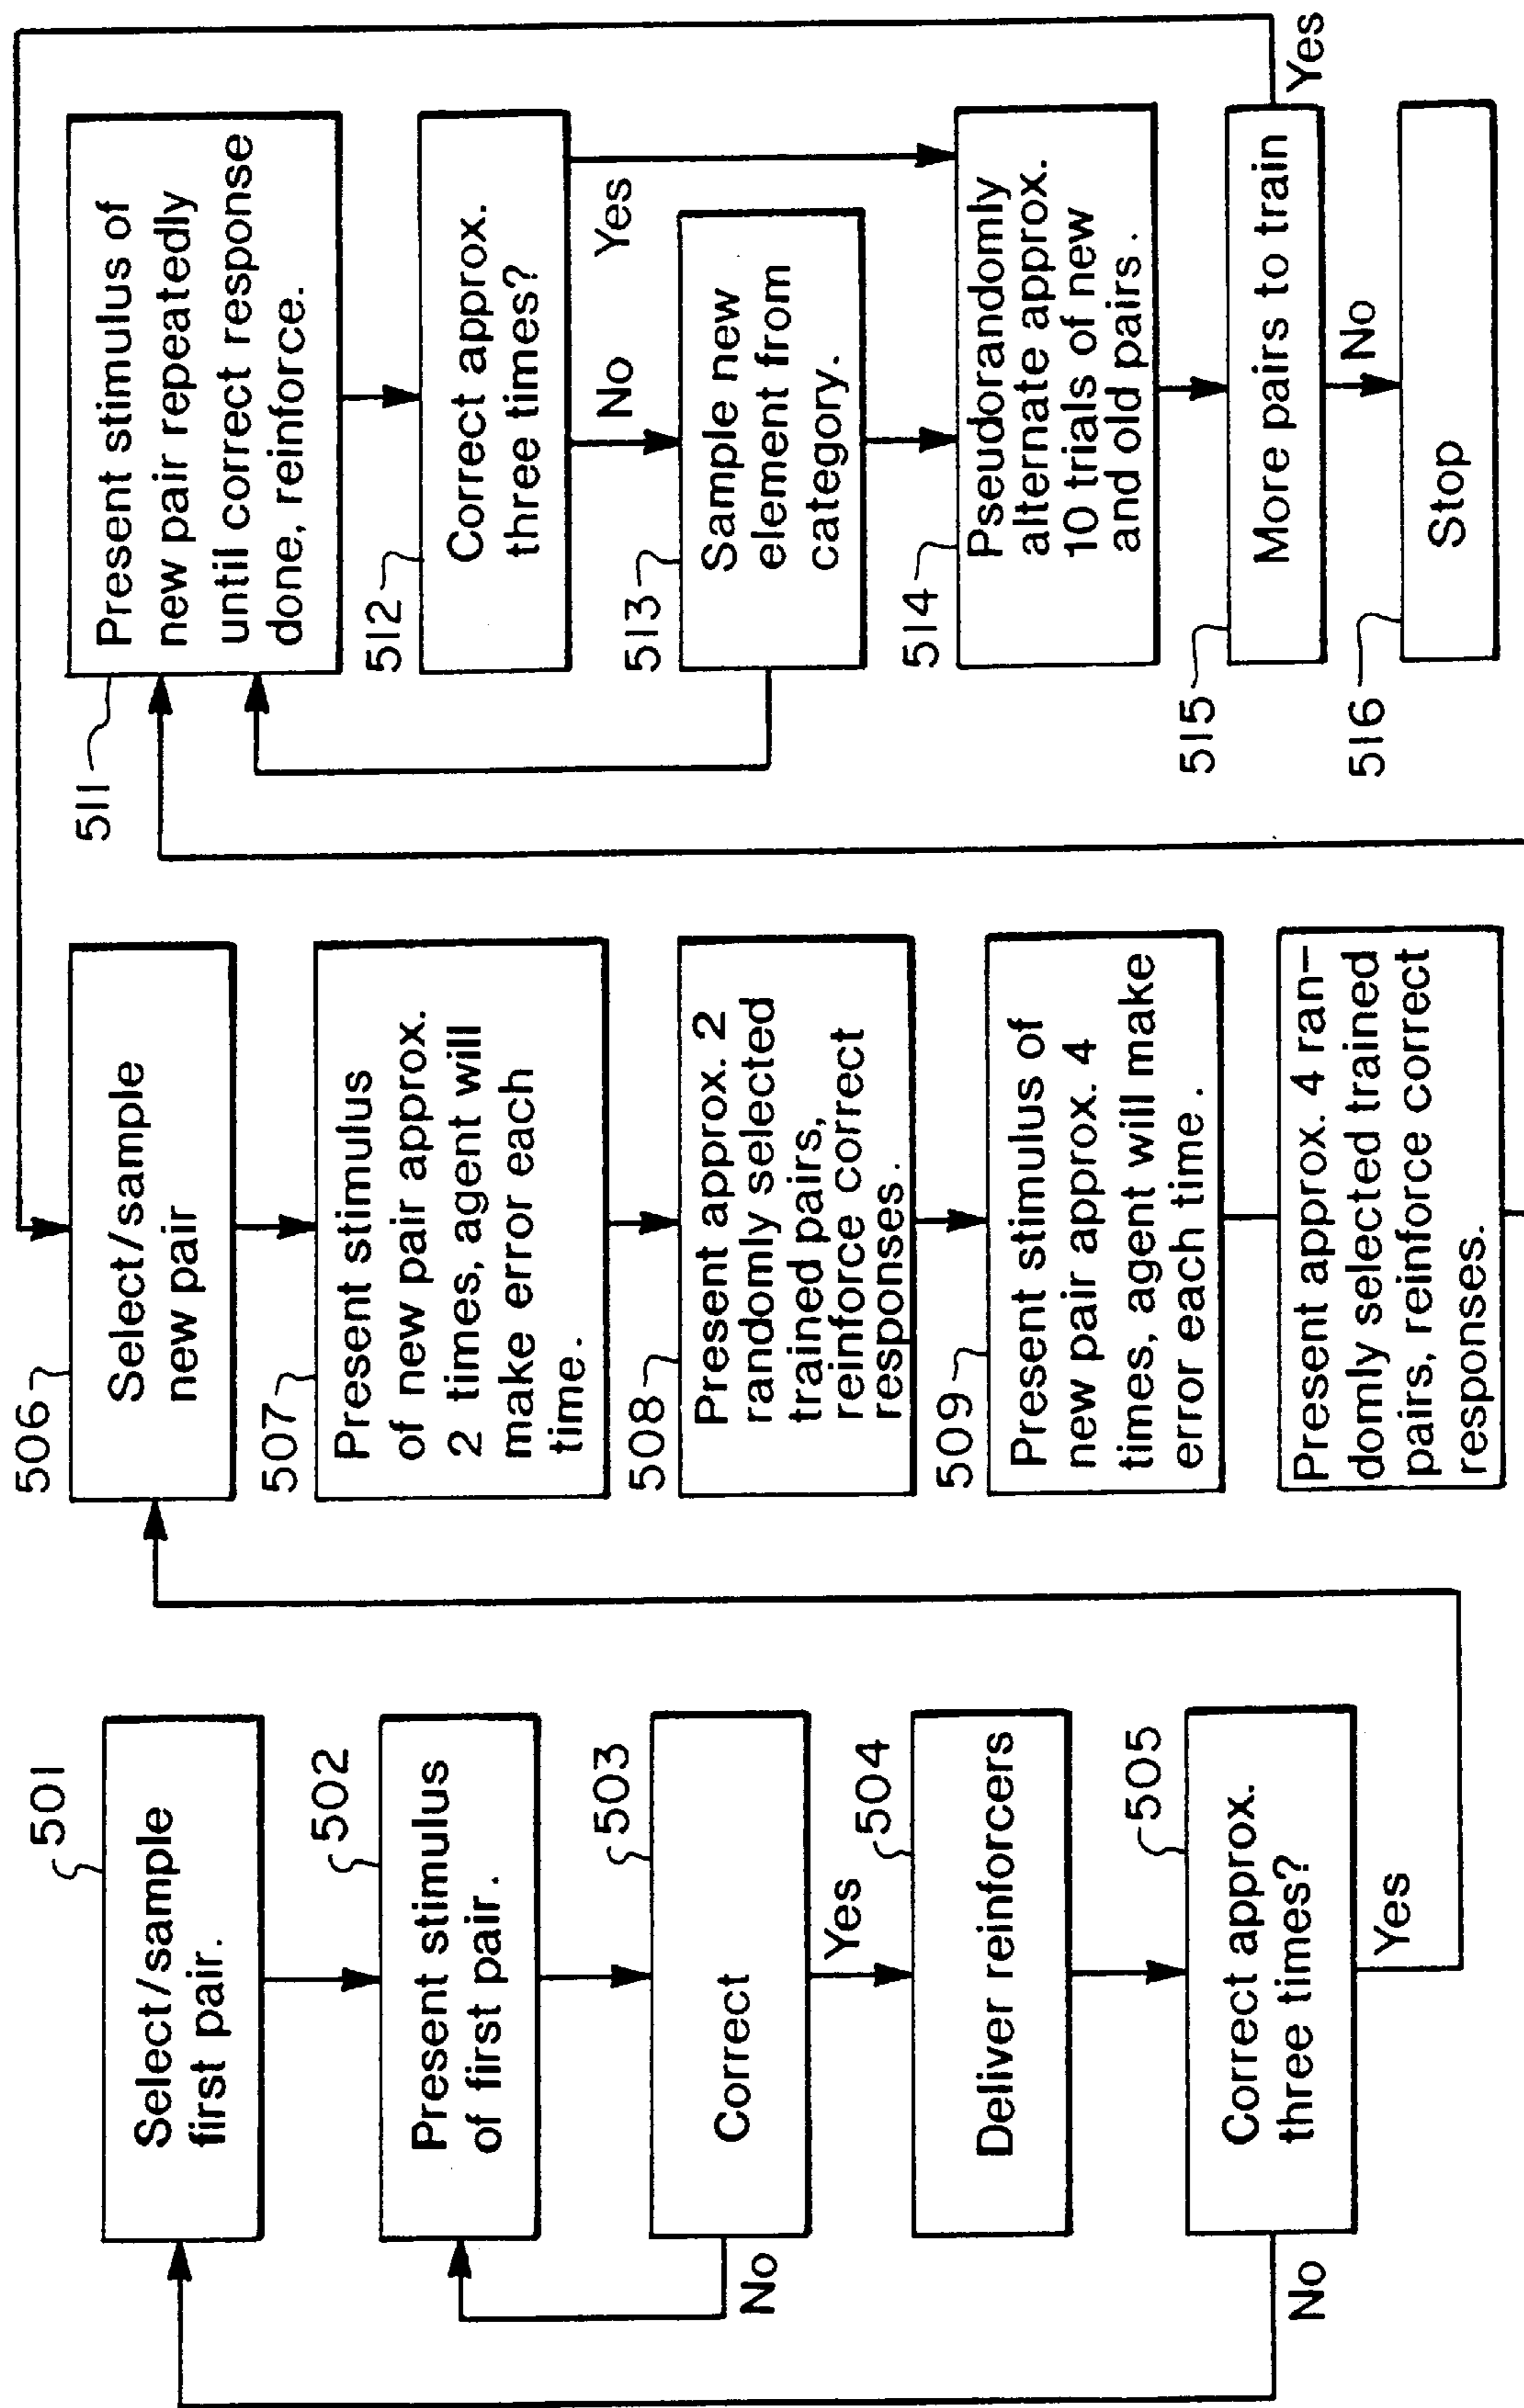 501
Select/sample
first pair.
502
Present stimulus
of first pair.
503
Correct
No
Yes
504
Deliver reinforcers
505
Correct approx.
three times?
No
Yes
506
Select/sample
new pair
507
Present stimulus
of new pair approx.
2 times, agent will
make error each
time.
508
Present approx. 2
randomly selected
trained pairs,
reinforce correct
responses.
509
Present stimulus of
new pair approx. 4
times, agent will make
error each time.
Present approx. 4 ran-
domly selected trained
pairs, reinforce correct
responses.
511
Present stimulus of
new pair repeatedly
until correct response
done, reinforce.
512
Correct approx.
three times?
No
Yes
513
Sample new
element from
category.
514
Pseudorandomly
alternate approx.
10 trials of new
and old pairs.
515
More pairs to train
Yes
No
516
Stop